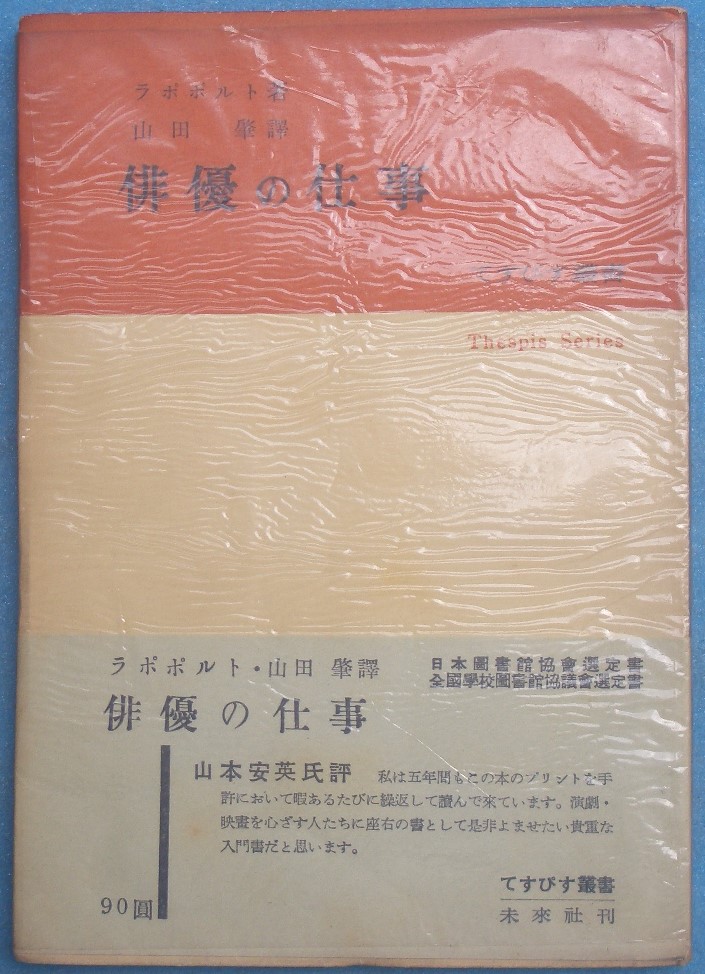 ラポポルト著
山田 肇譯
俳優の仕事
てすぴす叢書
Thespis Series
ラポポルト・山田 肇譯
日本圖書館協會選定書
全國學校圖書館協議會選定書
俳優の仕事
山本安英氏評 私は五年間もこの本のプリントを手
許において暇あるたびに繰返して讀んで來ています。演劇・
映畫を心ざす人たちに座右の書として是非よませたい貴重な
入門書だと思います。
てすぴす叢書
90圓
未來社刊